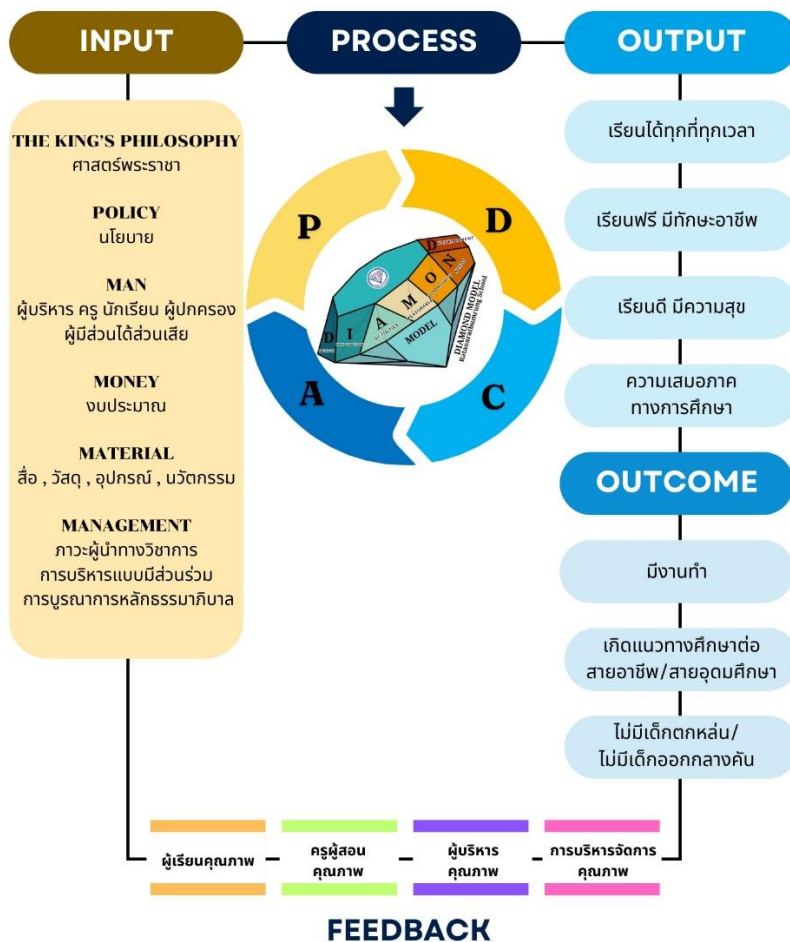 INPUT
PROCESS
OUTPUT
THE KING'S PHILOSOPHY
ศาสตร์พระราชา
POLICY
นโยบาย
MAN
ผู้บริหาร ครู นักเรียน ผู้ปกครอง
ผู้มีส่วนได้ส่วนเสีย
MONEY
งบประมาณ
MATERIAL
สื่อ , วัสดุ , อุปกรณ์ , นวัตกรรม
MANAGEMENT
ภาวะผู้นำทางวิชาการ
การบริหารแบบมีส่วนร่วม
การบูรณาการหลักธรรมาภิบาล
P
D
A
C
D
I
A
M
O
N
D
MODEL
DIAMOND MODEL
เรียนได้ทุกที่ทุกเวลา
เรียนฟรี มีทักษะอาชีพ
เรียนดี มีความสุข
ความเสมอภาค
ทางการศึกษา
OUTCOME
มีงานทำ
เกิดแนวทางศึกษาต่อ
สายอาชีพ/สายอุดมศึกษา
ไม่มีเด็กตกหล่น/
ไม่มีเด็กออกกลางคัน
ผู้เรียนคุณภาพ
ครูผู้สอน
คุณภาพ
ผู้บริหาร
คุณภาพ
การบริหารจัดการ
คุณภาพ
FEEDBACK